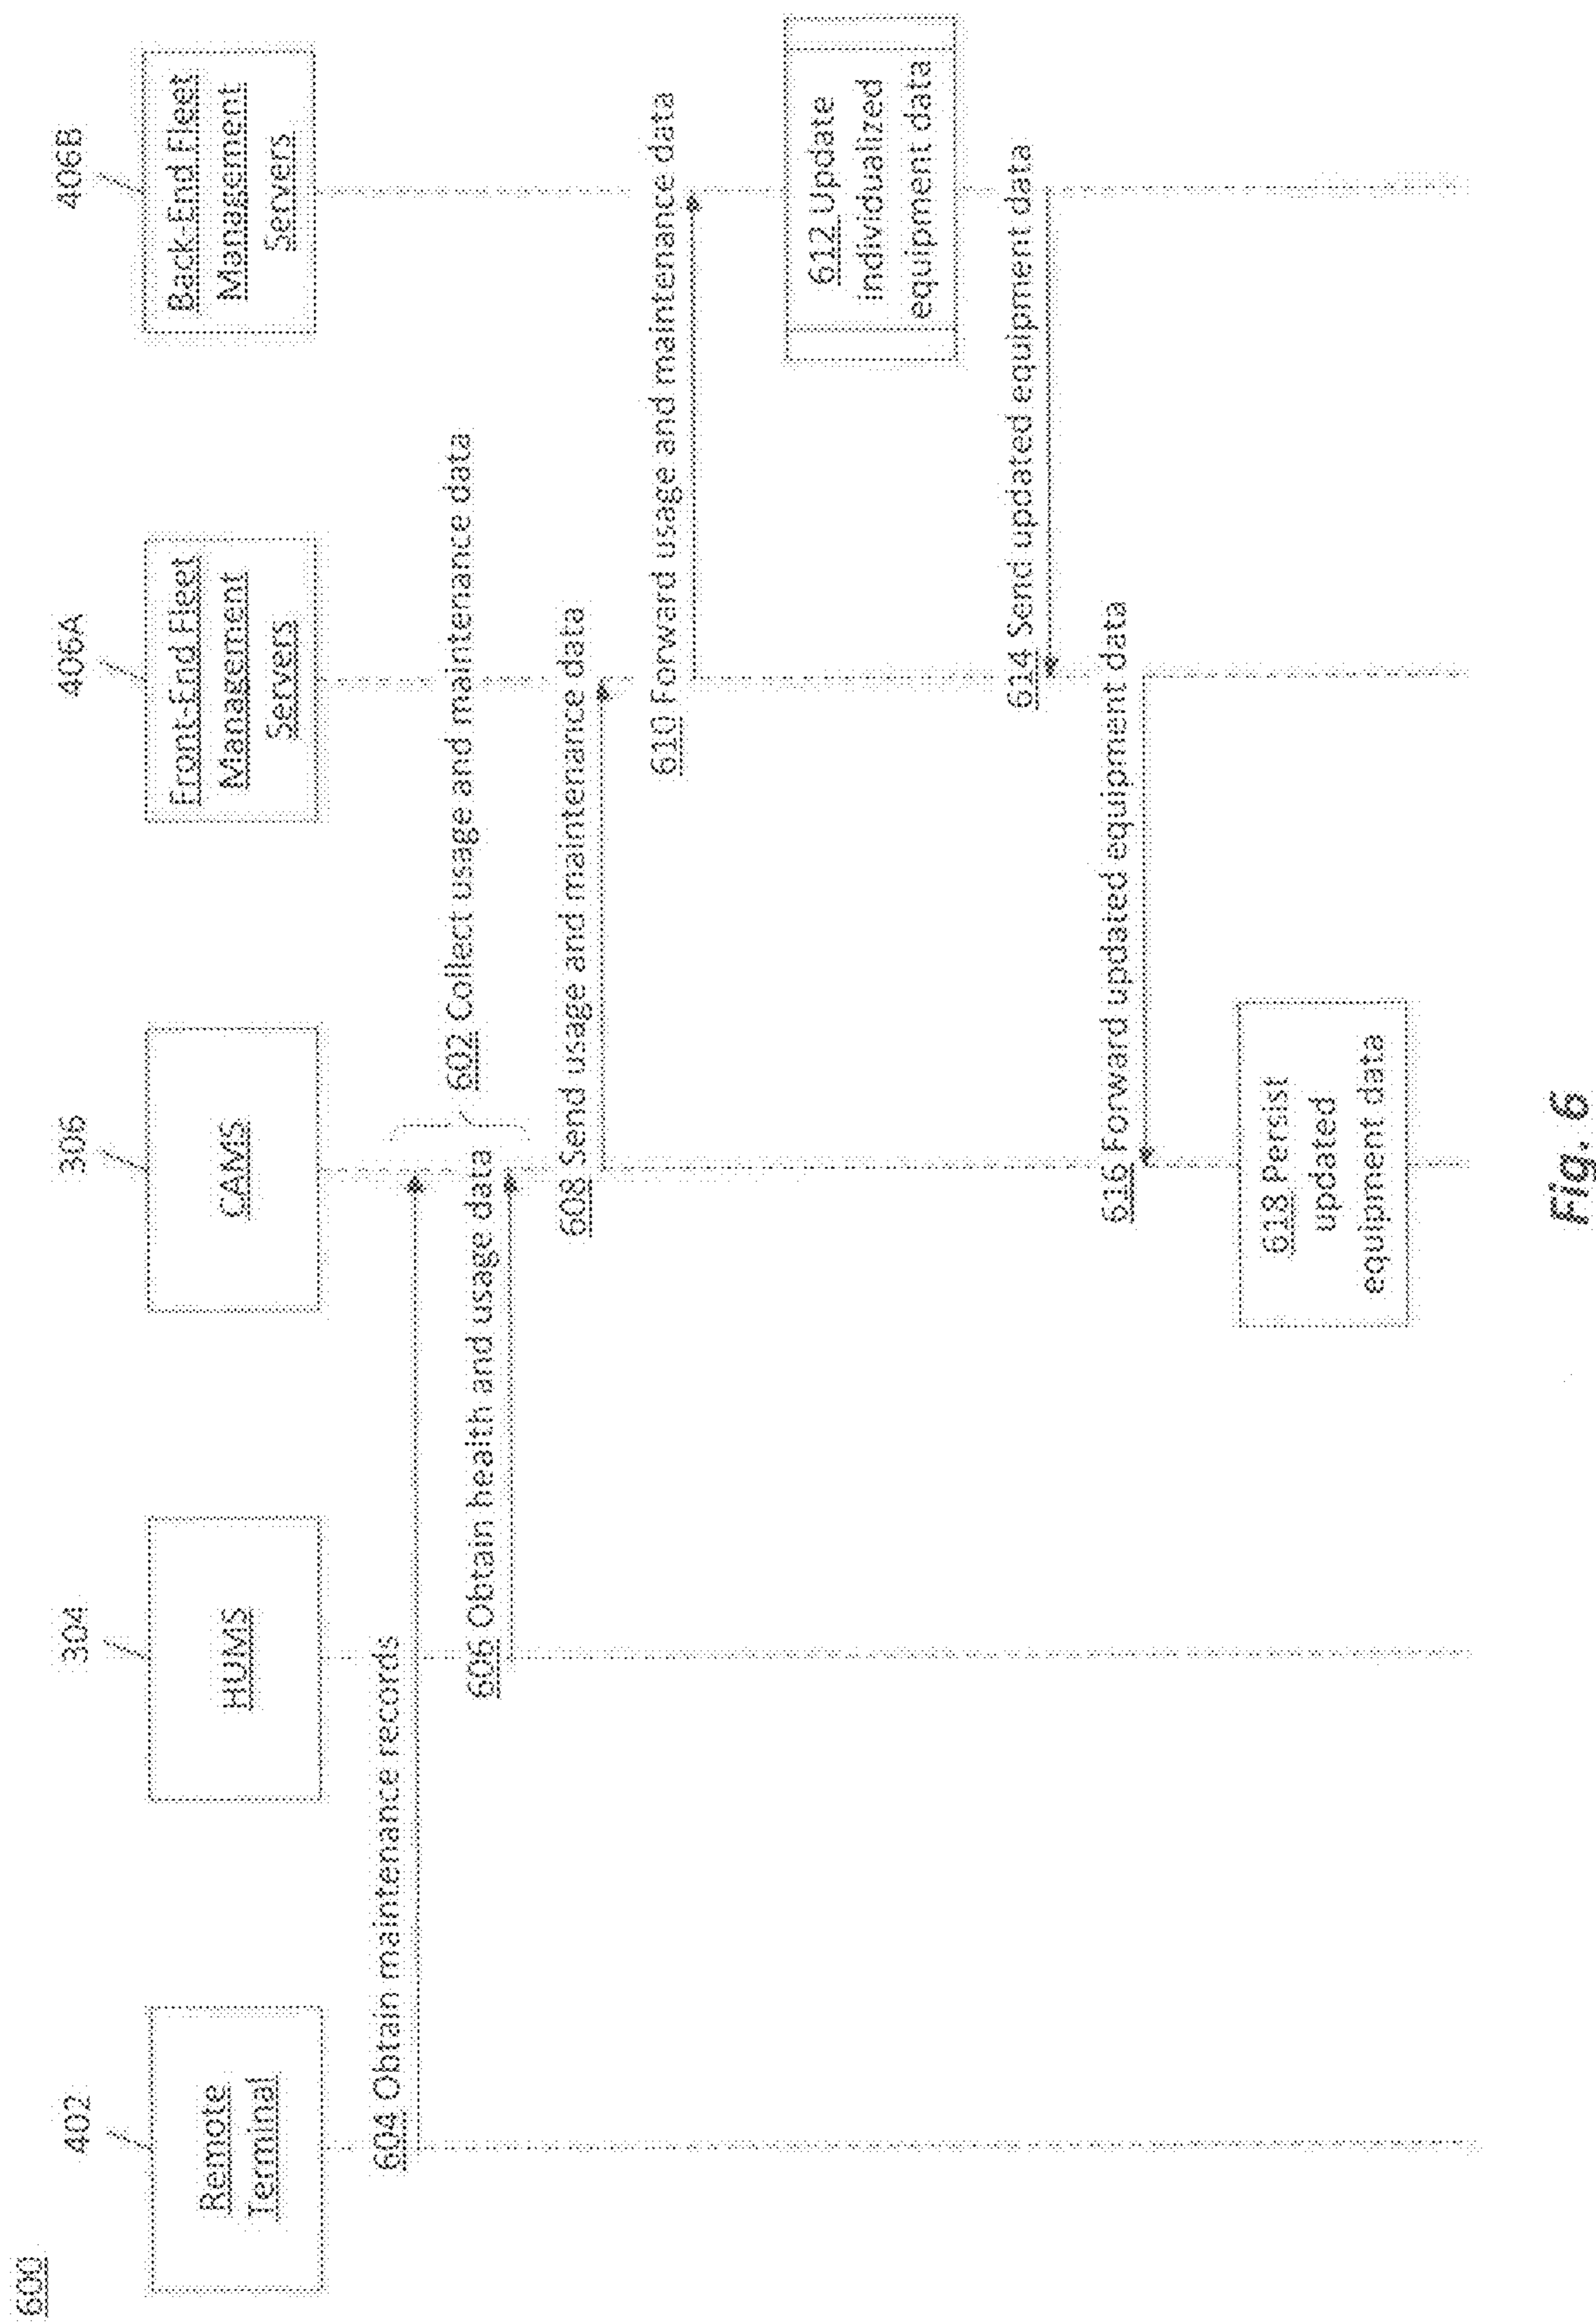 600
402
304
306
406A
406B
Remote
Terminal
HUMS
CAMS
Front-End Fleet
Management
Servers
Back-End Fleet
Management
Servers
604 Obtain maintenance records
602 Collect usage and maintenance data
606 Obtain health and usage data
608 Send usage and maintenance data
610 Forward usage and maintenance data
612 Update
individualized
equipment data
614 Send updated equipment data
616 Forward updated equipment data
618 Persist
updated
equipment data
Fig. 6